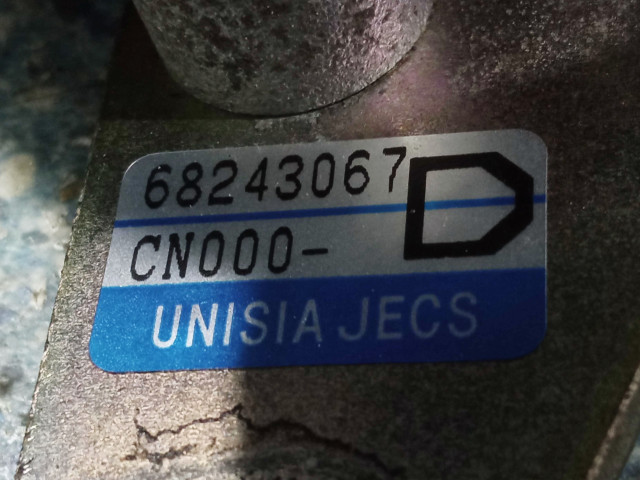 68243067
CN000-
D
UNISIA JECS